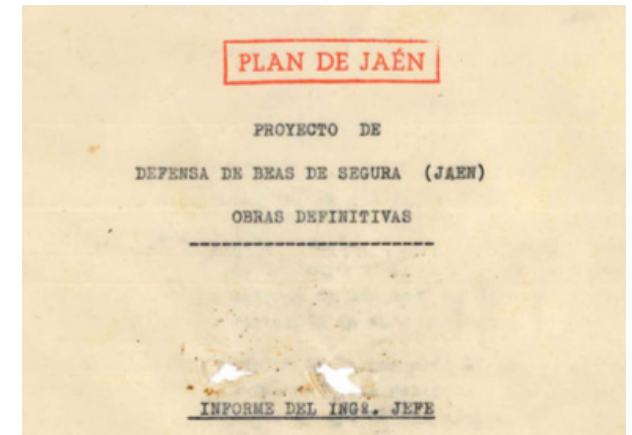 PLAN DE JAÉN
PROYECTO DE
DEFENSA DE BEAS DE SEGURA (JAEN)
OBRAS DEFINITIVAS
INFORME DEL INGº. JEFE